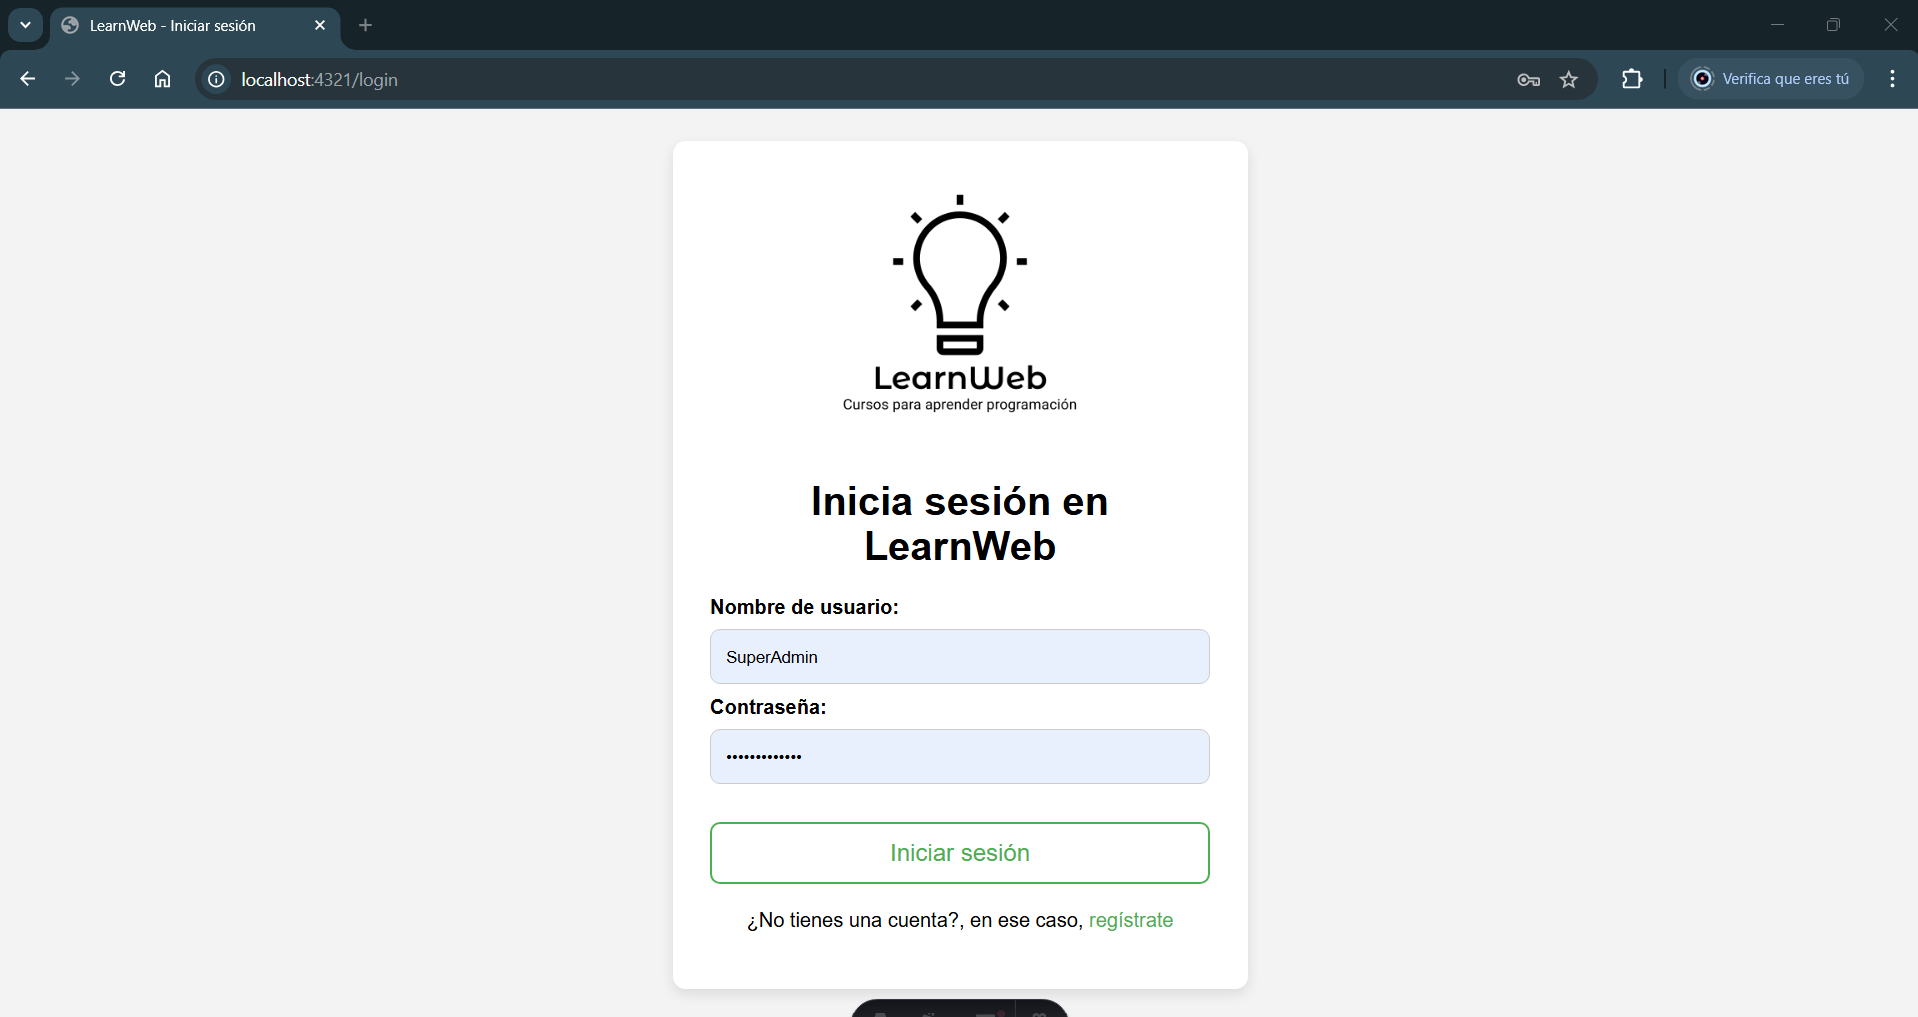 LearnWeb - Iniciar sesión
localhost:4321/login
Verifica que eres tú
LearnWeb
Cursos para aprender programación
Inicia sesión en
LearnWeb
Nombre de usuario:
SuperAdmin
Contraseña:
•••••••••••••
Iniciar sesión
¿No tienes una cuenta?, en ese caso, regístrate